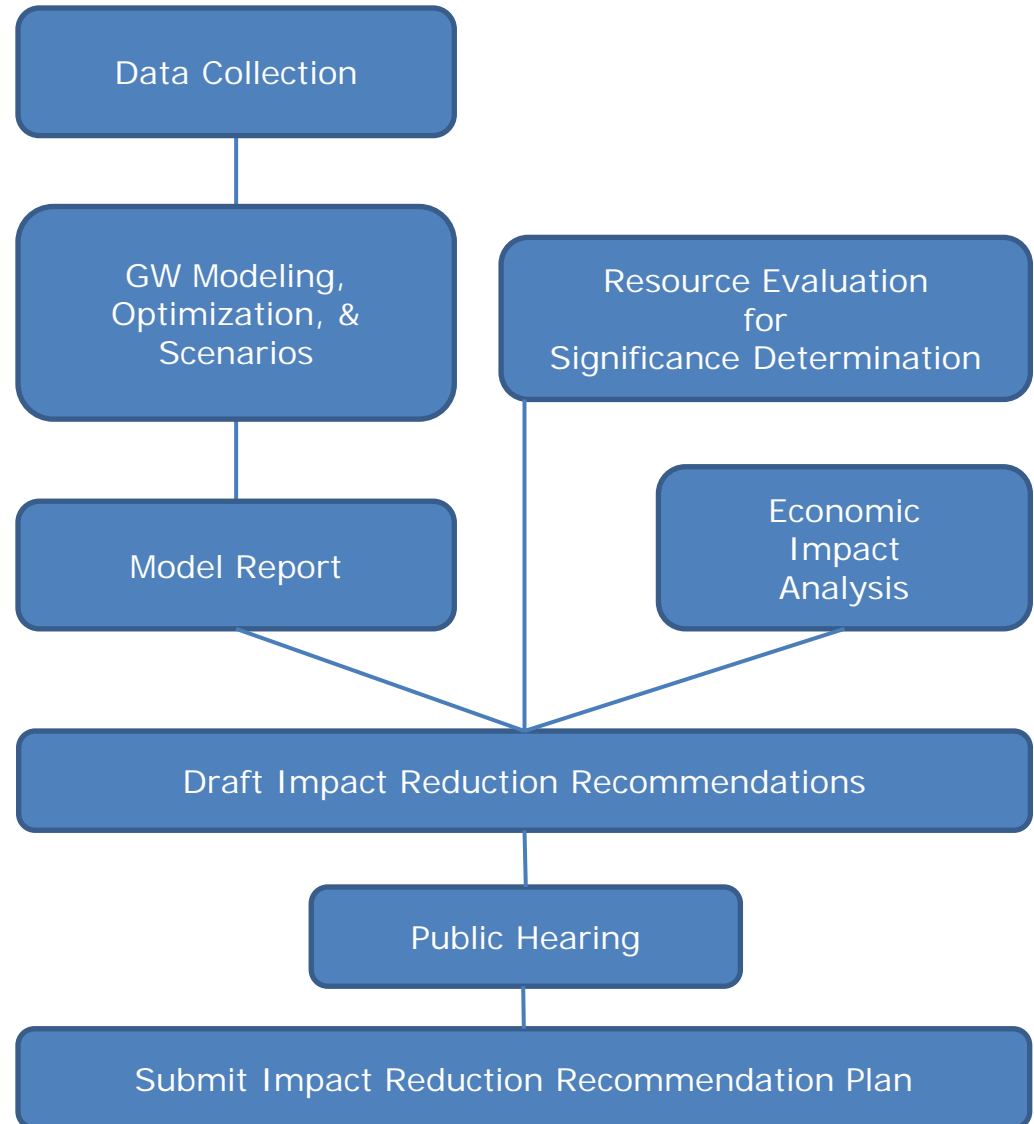 Data Collection
GW Modeling,
Optimization, &
Scenarios
Resource Evaluation
for
Significance Determination
Model Report
Economic
Impact
Analysis
Draft Impact Reduction Recommendations
Public Hearing
Submit Impact Reduction Recommendation Plan